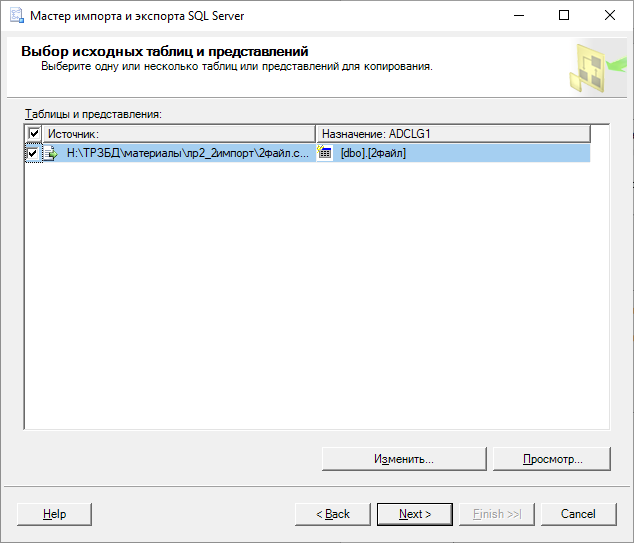 Мастер импорта и экспорта SQL Server
Выбор исходных таблиц и представлений
Выберите одну или несколько таблиц или представлений для копирования.
Таблицы и представления:
Источник: Назначение: ADCLG1
H:\ТРЗБД\материалы\пр2_2импорт\2файл.c... [dbo].[2файл]
Изменить... Просмотр...
Help < Back Next > Finish >>| Cancel